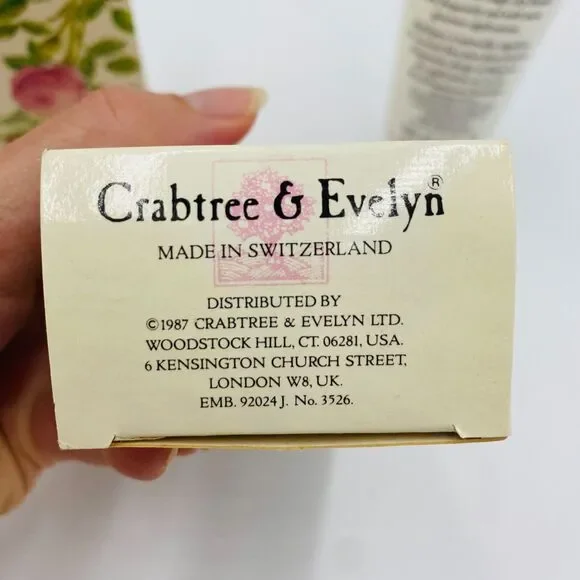 Crabtree & Evelyn®
MADE IN SWITZERLAND
DISTRIBUTED BY
©1987 CRABTREE & EVELYN LTD.
WOODSTOCK HILL, CT. 06281, USA.
6 KENSINGTON CHURCH STREET,
LONDON W8, UK.
EMB. 92024 J. No. 3526.